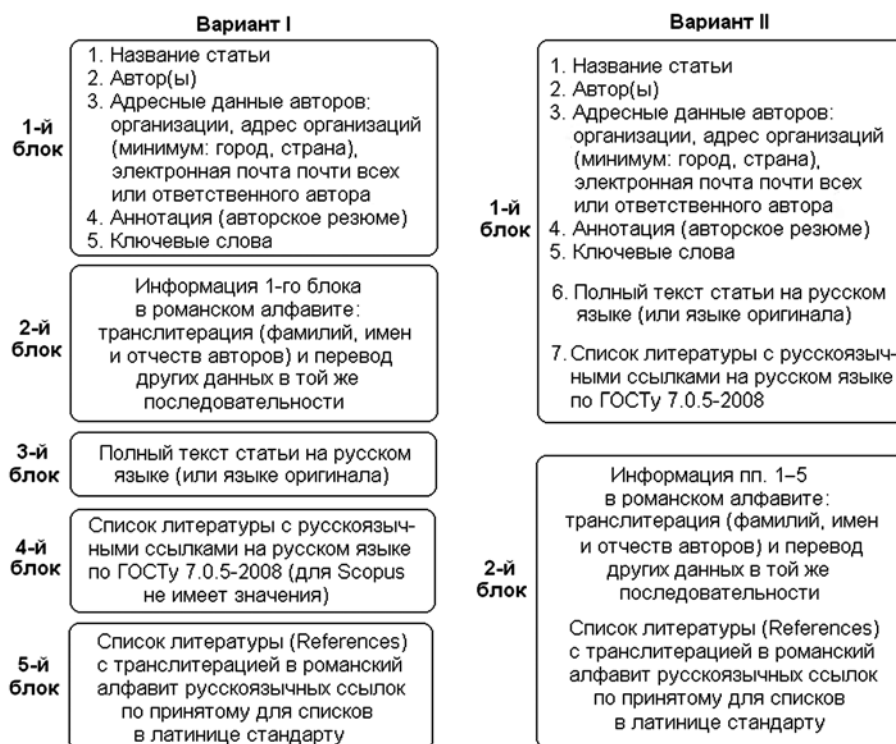 Вариант I
1-й
блок
1. Название статьи
2. Автор(ы)
3. Адресные данные авторов:
организации, адрес организаций
(минимум: город, страна),
электронная почта почти всех
или ответственного автора
4. Аннотация (авторское резюме)
5. Ключевые слова
2-й
блок
Информация 1-го блока
в романском алфавите:
транслитерация (фамилий, имен
и отчеств авторов) и перевод
других данных в той же
последовательности
3-й
блок
Полный текст статьи на русском
языке (или языке оригинала)
4-й
блок
Список литературы с русскоязыч-
ными ссылками на русском языке
по ГОСТу 7.0.5-2008 (для Scopus
не имеет значения)
5-й
блок
Список литературы (References)
с транслитерацией в романский
алфавит русскоязычных ссылок
по принятому для списков
в латинице стандарту
Вариант II
1-й
блок
1. Название статьи
2. Автор(ы)
3. Адресные данные авторов:
организации, адрес организаций
(минимум: город, страна),
электронная почта почти всех
или ответственного автора
4. Аннотация (авторское резюме)
5. Ключевые слова
6. Полный текст статьи на русском
языке (или языке оригинала)
7. Список литературы с русскоязыч-
ными ссылками на русском языке
по ГОСТу 7.0.5-2008
2-й
блок
Информация пп. 1–5
в романском алфавите:
транслитерация (фамилий, имен
и отчеств авторов) и перевод
других данных в той же
последовательности
Список литературы (References)
с транслитерацией в романский
алфавит русскоязычных ссылок
по принятому для списков
в латинице стандарту